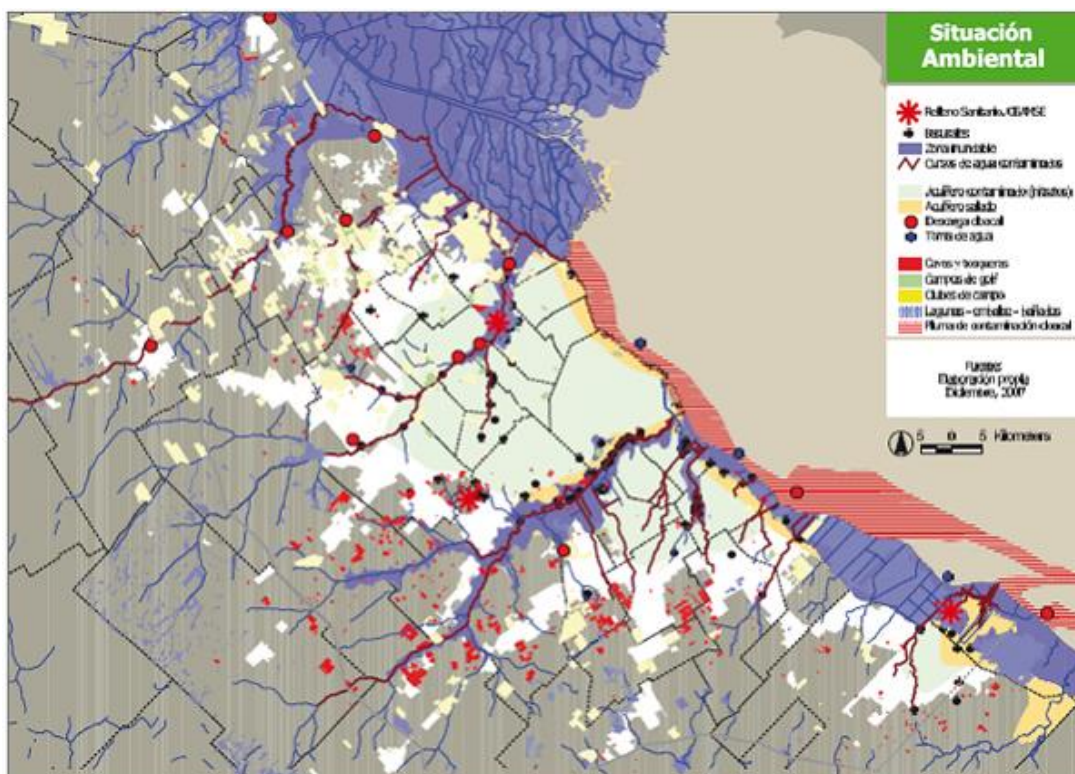 Situación
Ambiental
Relleno Sanitario. CEAMSE
Basurales
Zona inundable
Cursos de agua contaminados
Acuífero contaminado (nitratos)
Acuífero salado
Descarga cloacal
Toma de agua
Cavas y tosqueras
Campos de golf
Clubes de campo
Lagunas - embalse - bañados
Pluma de contaminación cloacal
Fuentes:
Elaboración propia
Diciembre, 2007
5 0 5 Kilometers